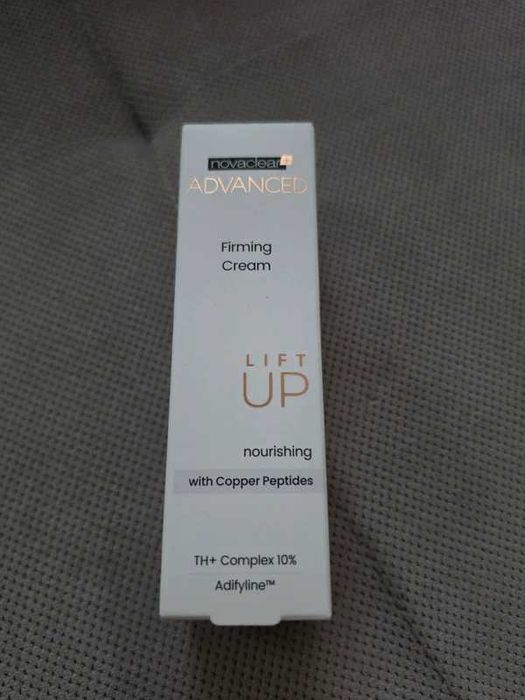 novaclear+
ADVANCED
Firming
Cream
LIFT
UP
nourishing
with Copper Peptides
TH+ Complex 10%
Adifyline™